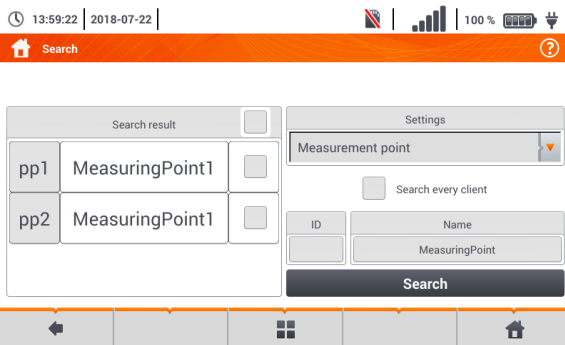 13:59:22 2018-07-22 100 %
Search ?
Search result
pp1 MeasuringPoint1
pp2 MeasuringPoint1
Settings
Measurement point
Search every client
ID Name
MeasuringPoint
Search